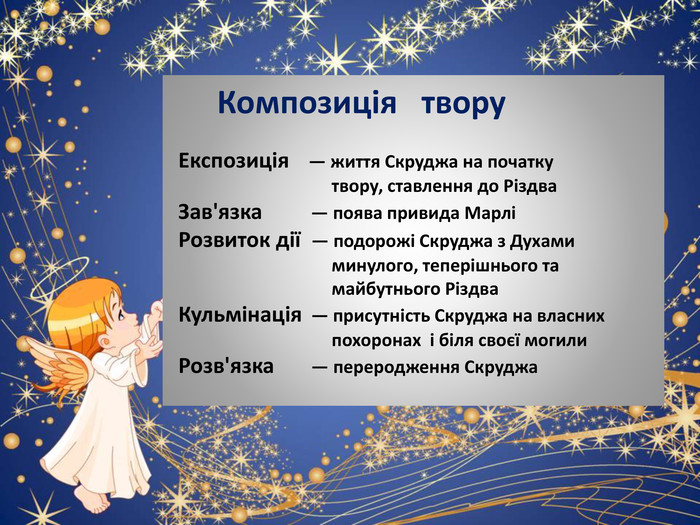 Композиція твору
Експозиція — життя Скруджа на початку
твору, ставлення до Різдва
Зав'язка — поява привида Марлі
Розвиток дії — подорожі Скруджа з Духами
минулого, теперішнього та
майбутнього Різдва
Кульмінація — присутність Скруджа на власних
похоронах і біля своєї могили
Розв'язка — переродження Скруджа